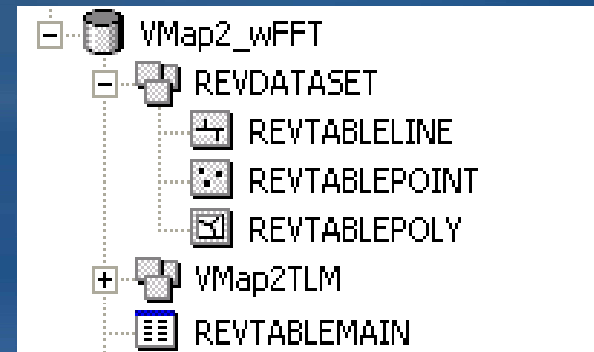 VMap2_wFFT
REVDATASET
REVTABLELINE
REVTABLEPOINT
REVTABLEPOLY
VMap2TLM
REVTABLEMAIN